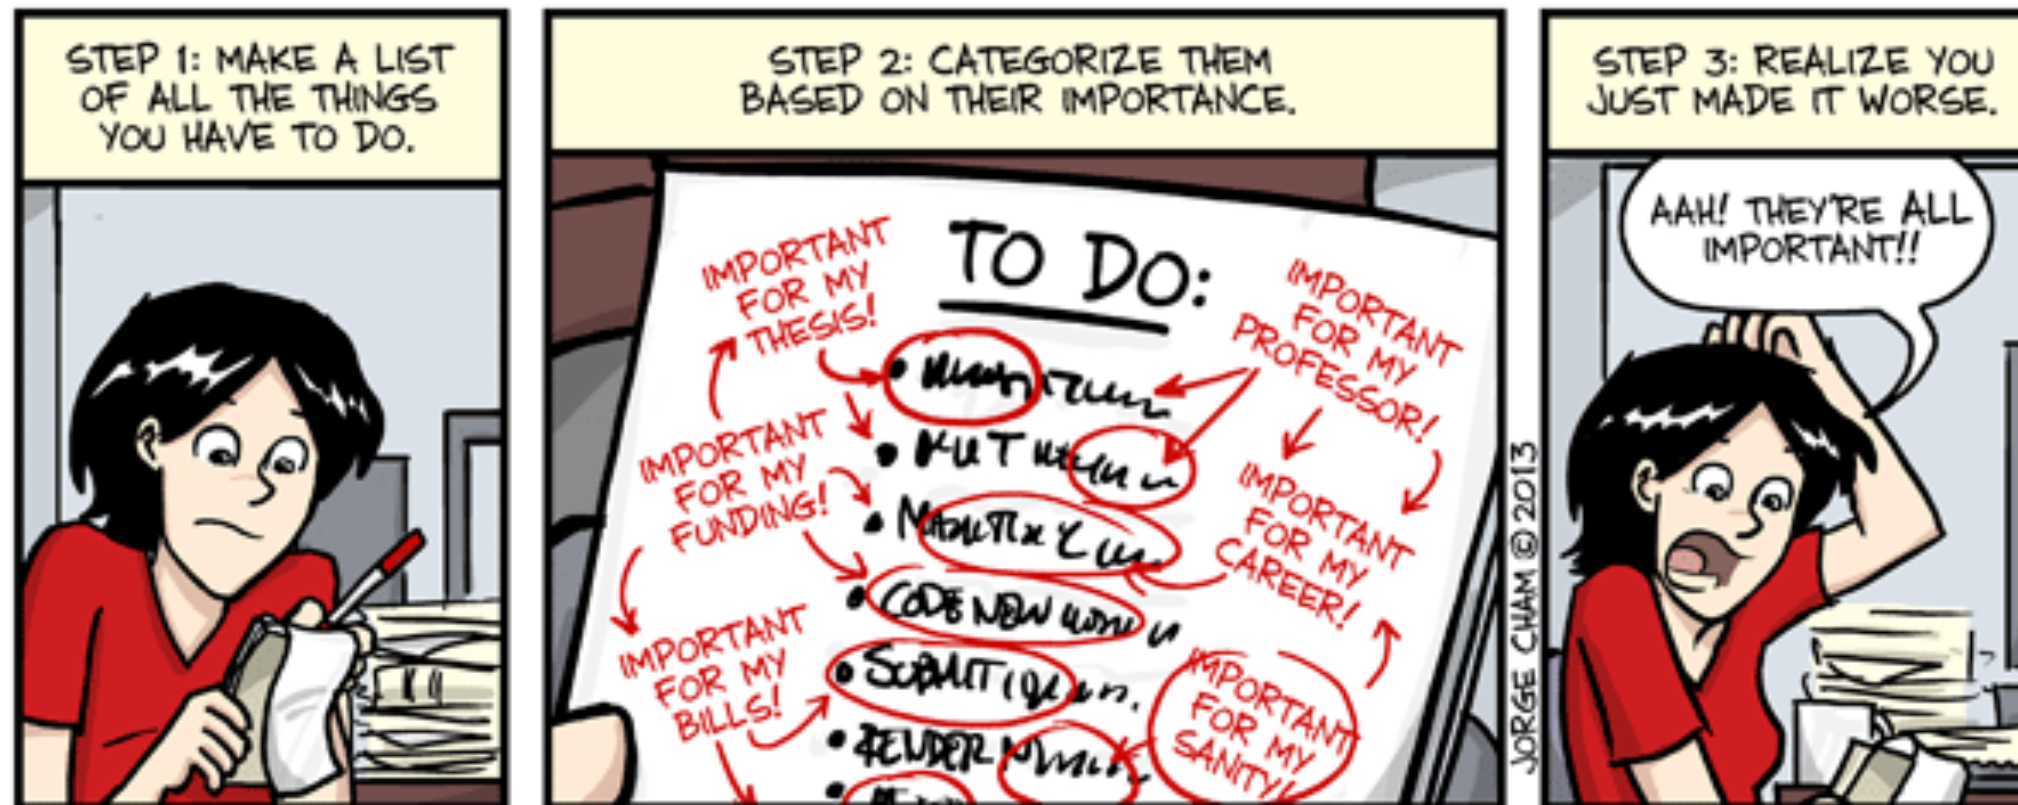 STEP 1: MAKE A LIST
OF ALL THE THINGS
YOU HAVE TO DO.
STEP 2: CATEGORIZE THEM
BASED ON THEIR IMPORTANCE.
TO DO:
IMPORTANT
FOR MY
THESIS!
IMPORTANT
FOR MY
PROFESSOR!
IMPORTANT
FOR MY
FUNDING!
IMPORTANT
FOR MY
CAREER!
IMPORTANT
FOR MY
BILLS!
IMPORTANT
FOR MY
SANITY!
• CODE NEW
• SUBMIT
• RENDER
JORGE CHAM © 2013
STEP 3: REALIZE YOU
JUST MADE IT WORSE.
AAH! THEY'RE ALL
IMPORTANT!!